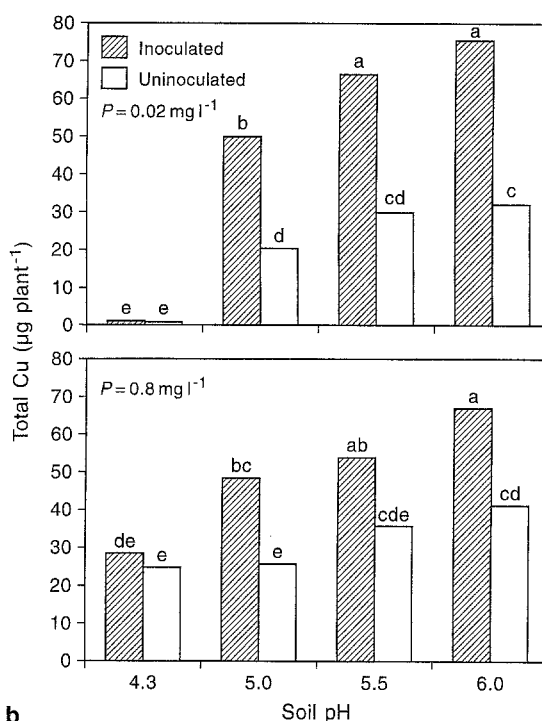 80
70
60
50
40
30
20
10
0
Inoculated
Uninoculated
P = 0.02 mg l⁻¹
e e b d a cd a c
80
70
60
50
40
30
20
10
0
P = 0.8 mg l⁻¹
de e bc e ab cde a cd
4.3 5.0 5.5 6.0
Soil pH
Total Cu (µg plant⁻¹)
b